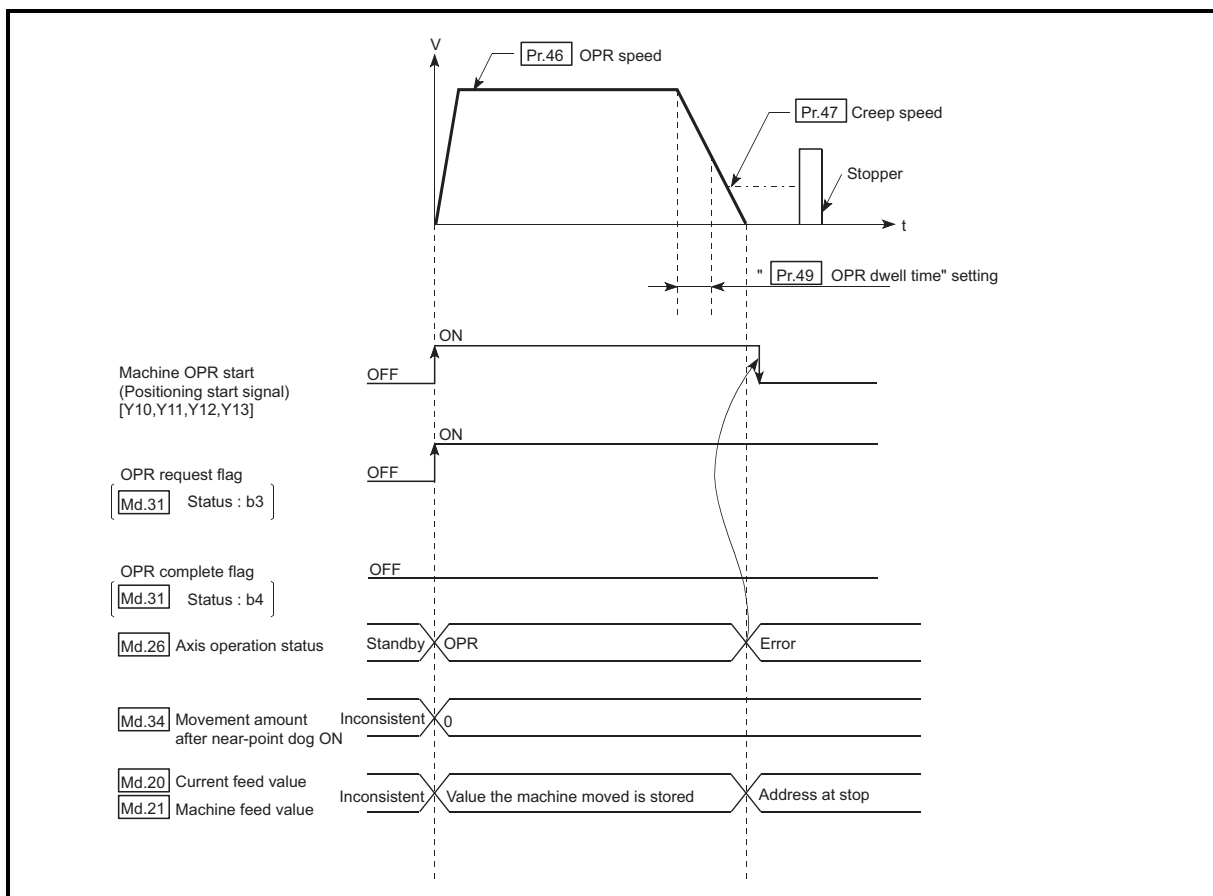 V
Pr.46 OPR speed
Pr.47 Creep speed
Stopper
t
" Pr.49 OPR dwell time" setting
ON
Machine OPR start
(Positioning start signal)
[Y10,Y11,Y12,Y13]
OFF
ON
OPR request flag
OFF
Md.31 Status : b3
OPR complete flag
OFF
Md.31 Status : b4
Md.26 Axis operation status
Standby
OPR
Error
Md.34 Movement amount
after near-point dog ON
Inconsistent
0
Md.20 Current feed value
Md.21 Machine feed value
Inconsistent
Value the machine moved is stored
Address at stop